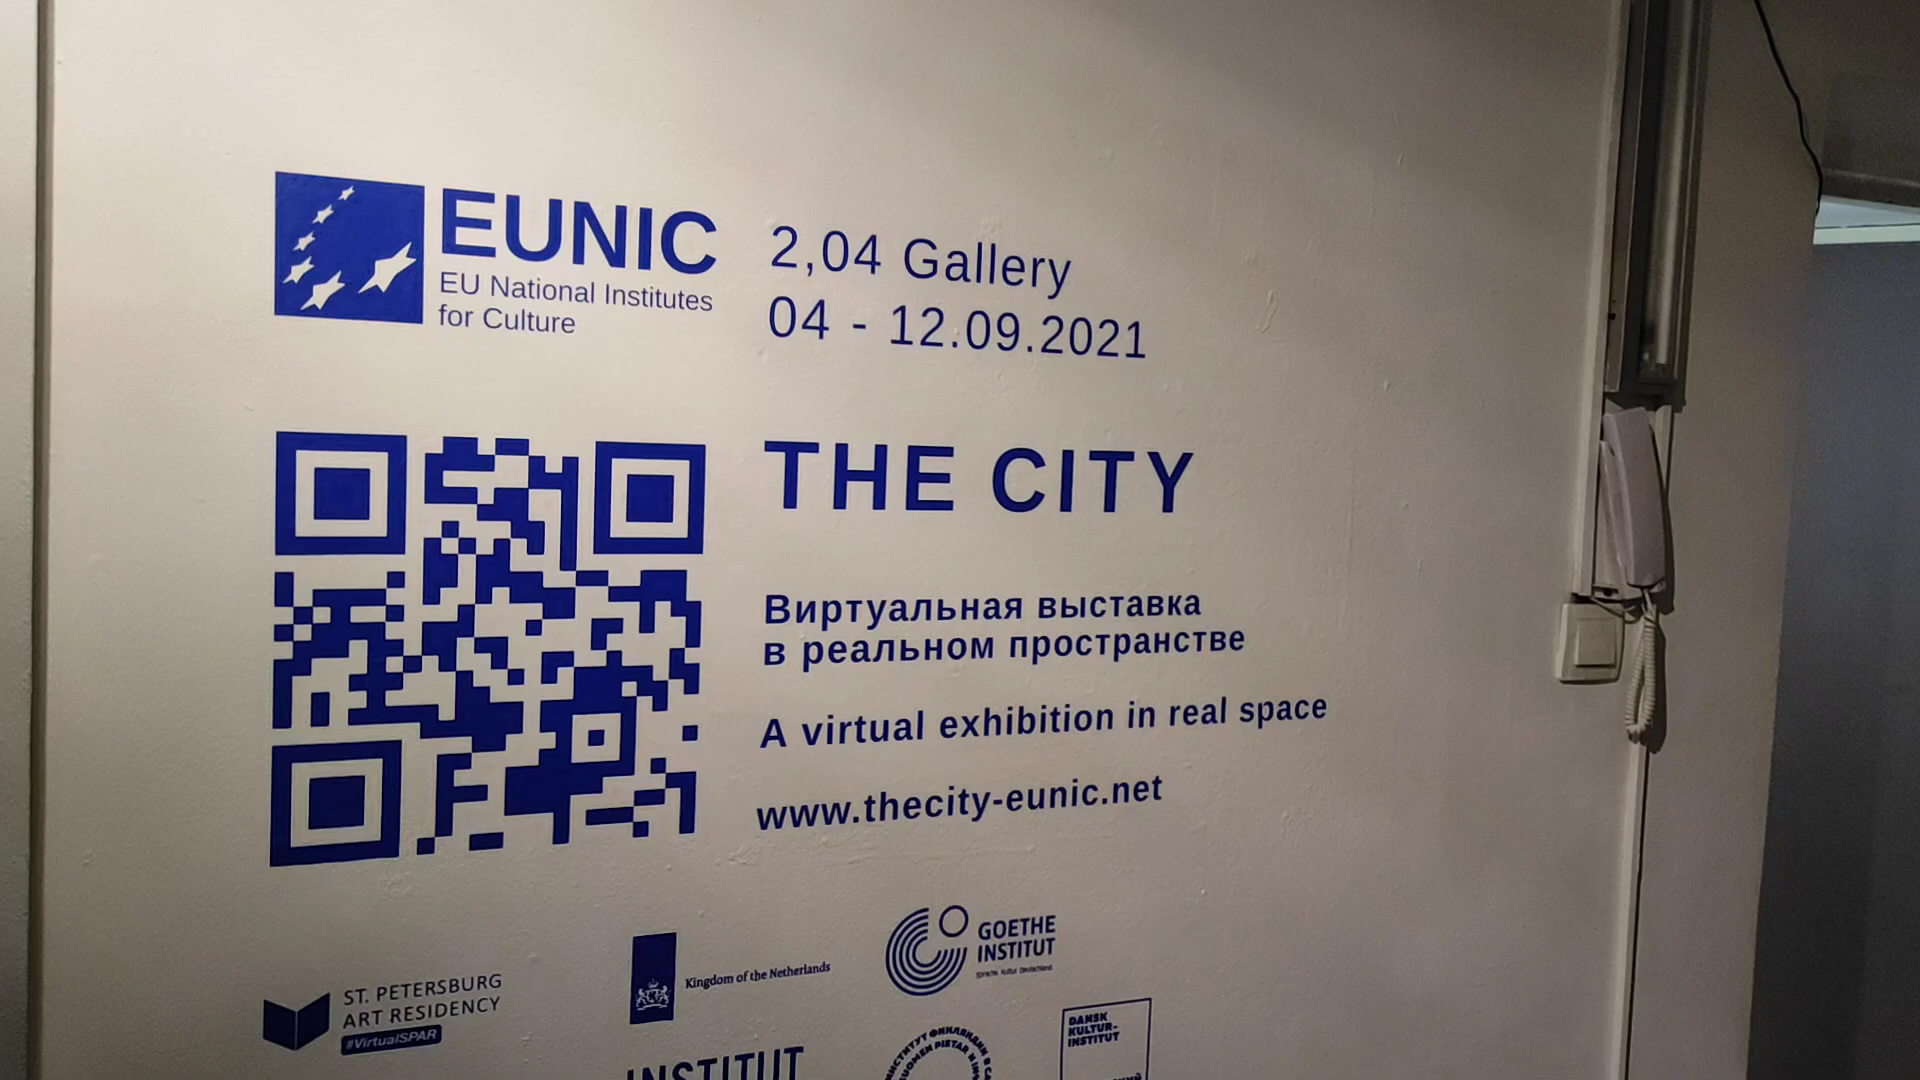 EUNIC
EU National Institutes
for Culture
2,04 Gallery
04 - 12.09.2021
THE CITY
Виртуальная выставка
в реальном пространстве
A virtual exhibition in real space
www.thecity-eunic.net
ST. PETERSBURG
ART RESIDENCY
#VirtualSPAR
Kingdom of the Netherlands
GOETHE
INSTITUT
INSTITUT
DANSK
KULTUR-
INSTITUT